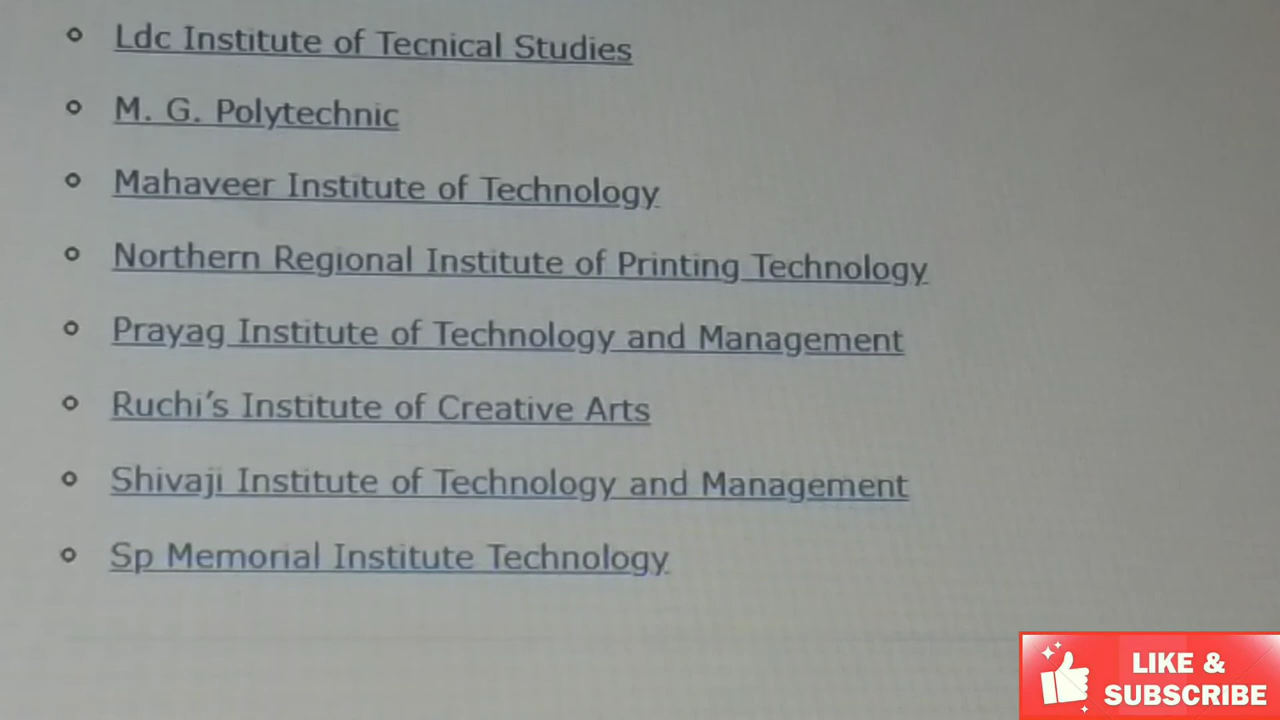 Ldc Institute of Tecnical Studies
M. G. Polytechnic
Mahaveer Institute of Technology
Northern Regional Institute of Printing Technology
Prayag Institute of Technology and Management
Ruchi's Institute of Creative Arts
Shivaji Institute of Technology and Management
Sp Memorial Institute Technology
LIKE &
SUBSCRIBE